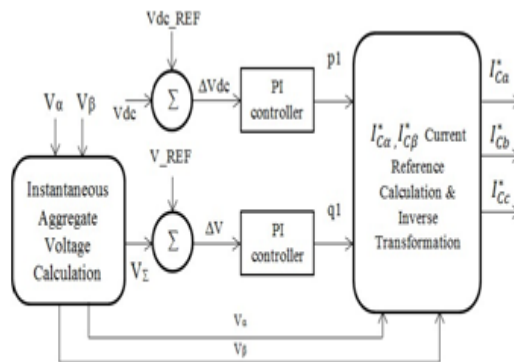 Vdc_REF
Vα Vβ
Vdc
Σ
ΔVdc
PI
controller
p1
V_REF
Instantaneous
Aggregate
Voltage
Calculation
VΣ
Σ
ΔV
PI
controller
q1
I*Cα, I*Cβ Current
Reference
Calculation &
Inverse
Transformation
I*Ca
I*Cb
I*Cc
Vα
Vβ